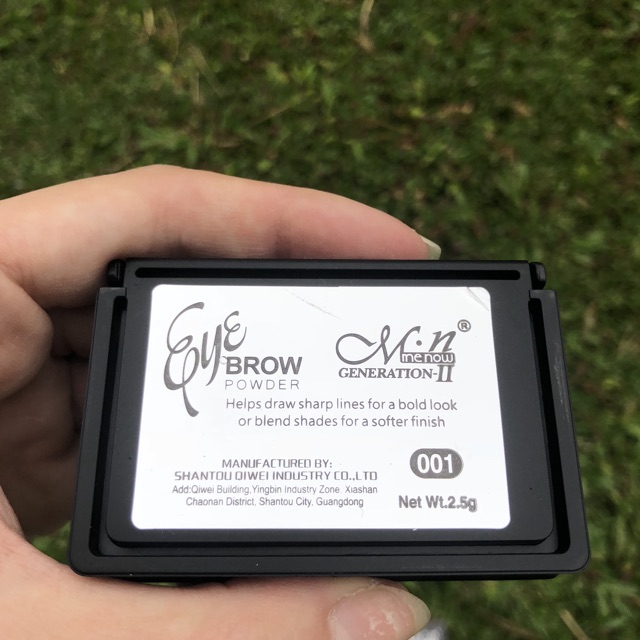 Eye
BROW
POWDER
M.n®
menow
GENERATION-II
Helps draw sharp lines for a bold look
or blend shades for a softer finish
MANUFACTURED BY:
SHANTOU QIWEI INDUSTRY CO.,LTD
Add:Qiwei Building,Yingbin Industry Zone Xiashan
Chaonan District, Shantou City, Guangdong
001
Net Wt.2.5g